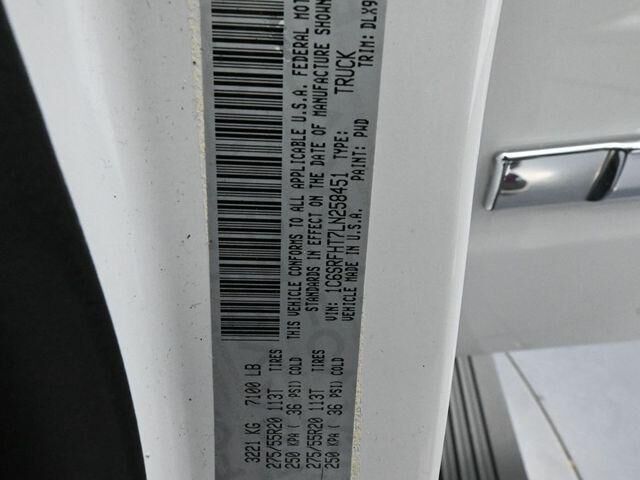 3221 KG 7100 LB
275/55R20 113T TIRES
250 KPA ( 36 PSI) COLD
275/55R20 113T TIRES
250 KPA ( 36 PSI) COLD
THIS VEHICLE CONFORMS TO ALL APPLICABLE U.S.A. FEDERAL MOT
STANDARDS IN EFFECT ON THE DATE OF MANUFACTURE SHOWN
VIN: 1C6SRFHT7LN258451 TYPE: TRUCK
VEHICLE MADE IN U.S.A. PAINT: PWD TRIM: DLX9